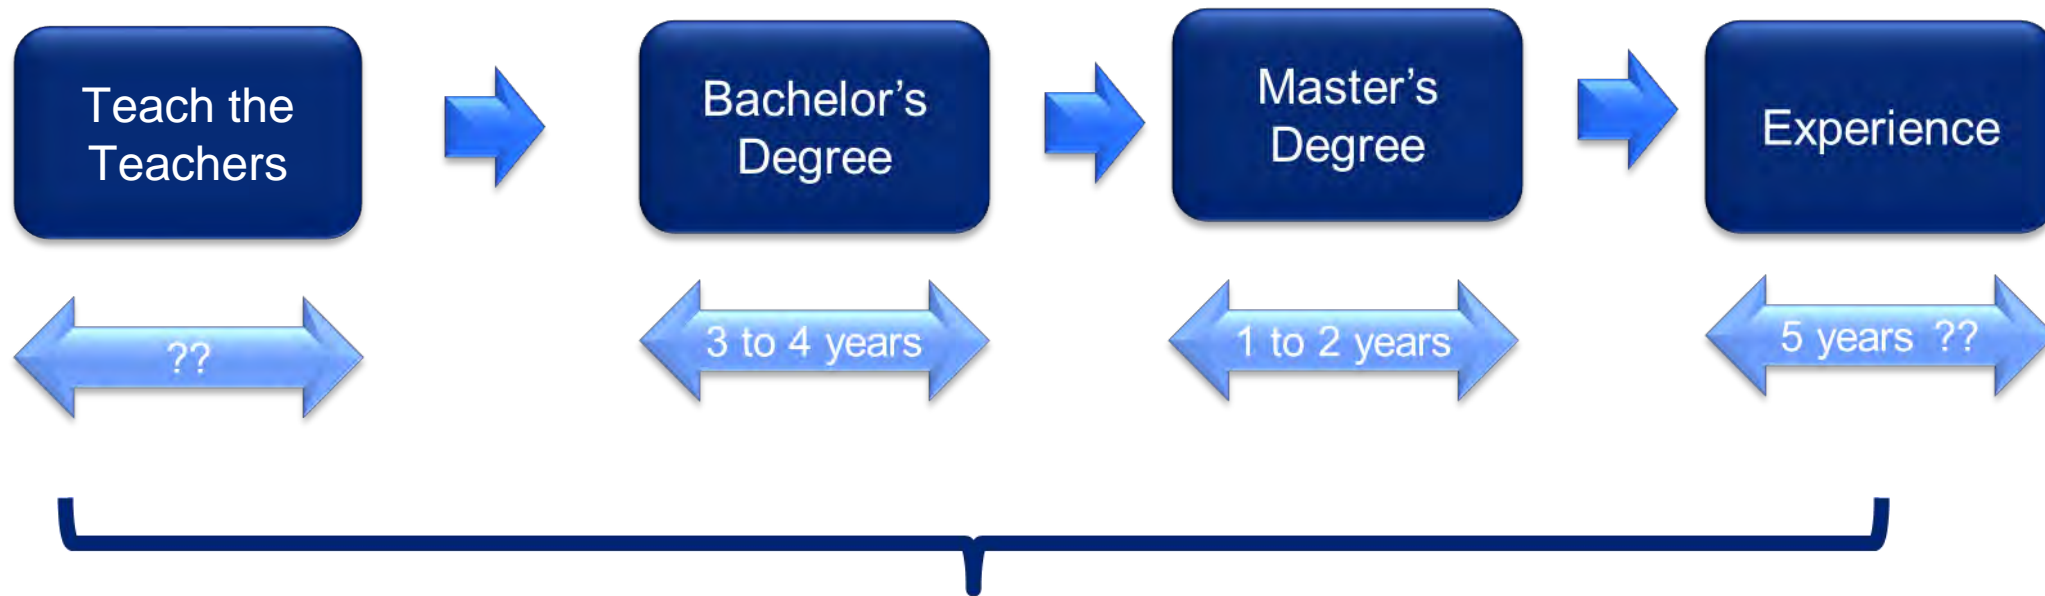 Teach the
Teachers
Bachelor’s
Degree
Master’s
Degree
Experience
??
3 to 4 years
1 to 2 years
5 years ??